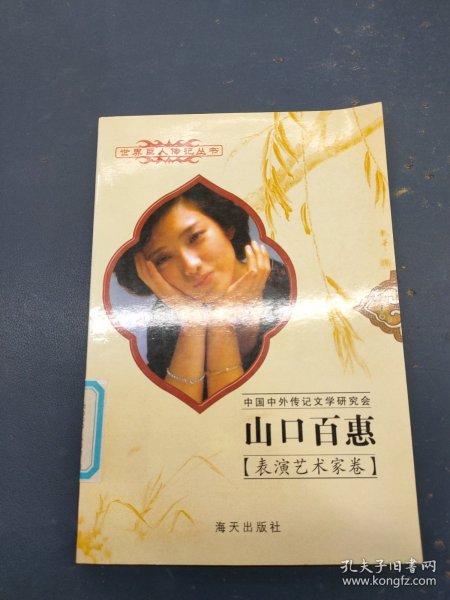 世界巨人传记丛书
中国中外传记文学研究会
山口百惠
【表演艺术家卷】
海天出版社
孔夫子旧书网
www.kongfz.com